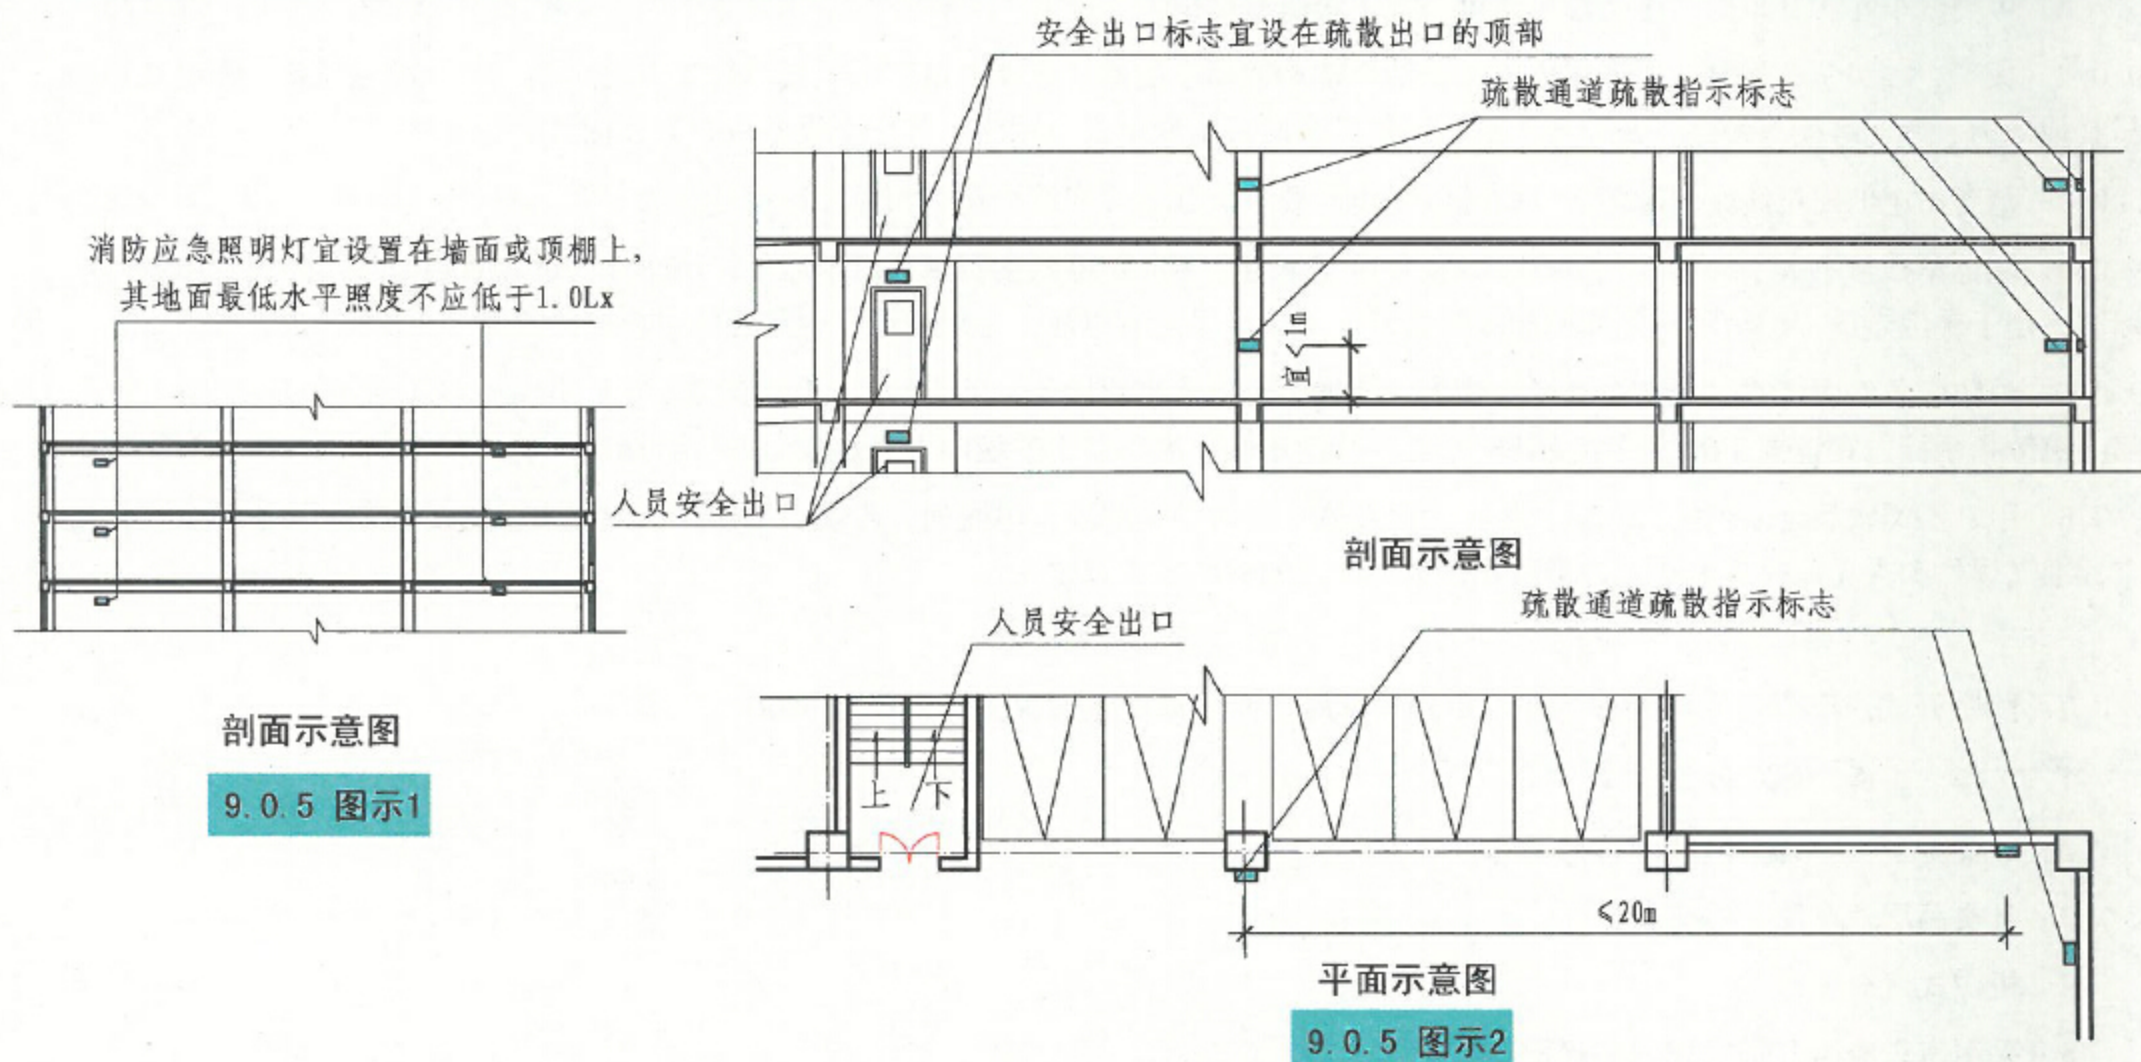 安全出口标志宜设在疏散出口的顶部
疏散通道疏散指示标志
消防应急照明灯宜设置在墙面或顶棚上,
其地面最低水平照度不应低于1.0Lx
宜<1m
人员安全出口
剖面示意图
疏散通道疏散指示标志
人员安全出口
剖面示意图
上 下
9.0.5 图示1
≤20m
平面示意图
9.0.5 图示2